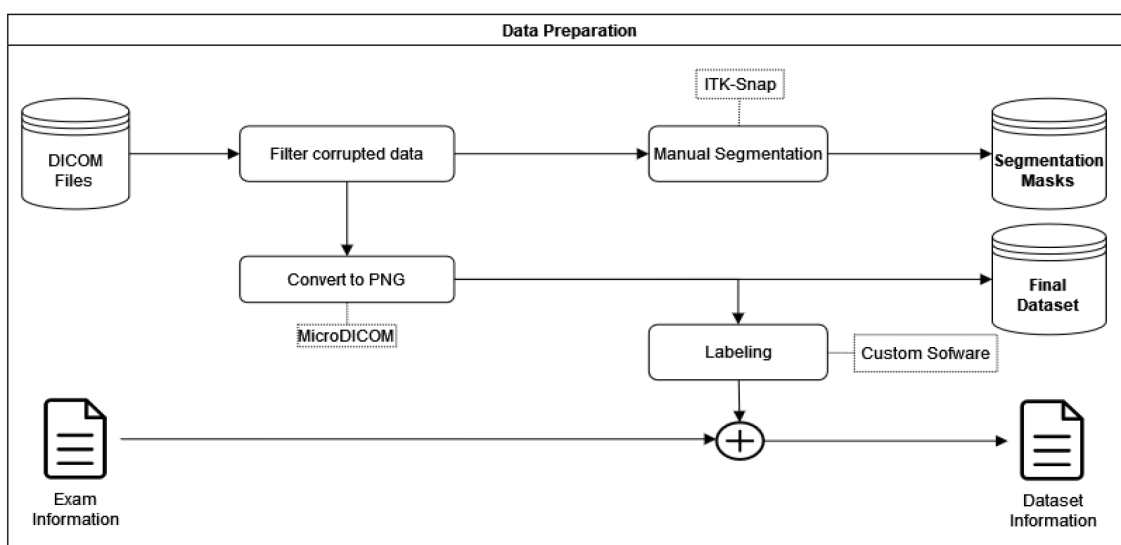 Data Preparation
ITK-Snap
DICOM
Files
Filter corrupted data
Manual Segmentation
Segmentation
Masks
Convert to PNG
Final
Dataset
MicroDICOM
Labeling
Custom Sofware
Exam
Information
Dataset
Information